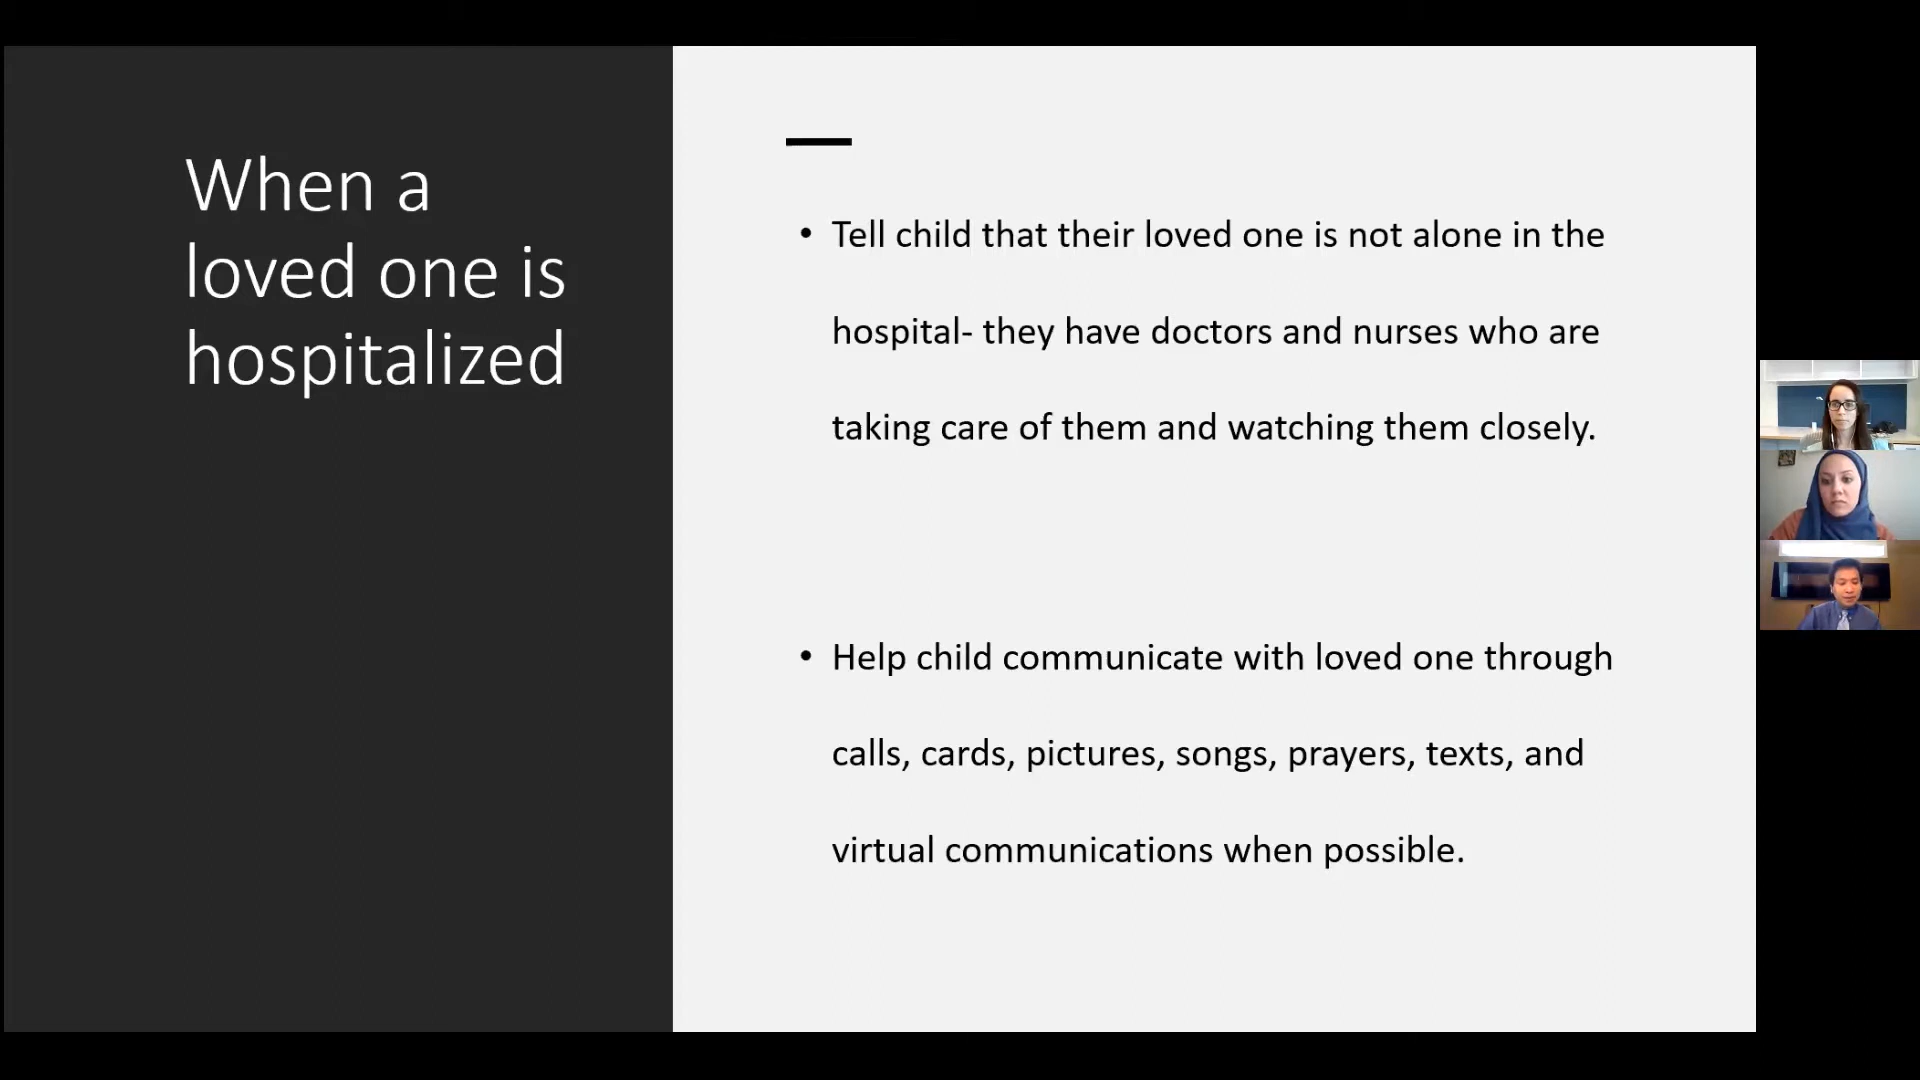 When a
loved one is
hospitalized
• Tell child that their loved one is not alone in the
hospital- they have doctors and nurses who are
taking care of them and watching them closely.
• Help child communicate with loved one through
calls, cards, pictures, songs, prayers, texts, and
virtual communications when possible.